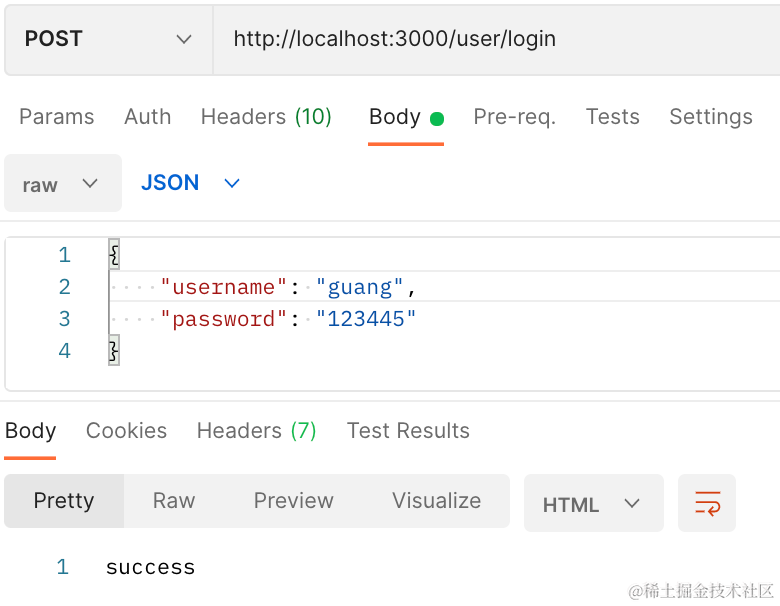 POST http://localhost:3000/user/login
Params Auth Headers (10) Body Pre-req. Tests Settings
raw JSON
1 {
2 "username": "guang",
3 "password": "123445"
4 }
Body Cookies Headers (7) Test Results
Pretty Raw Preview Visualize HTML
1 success
@稀土掘金技术社区